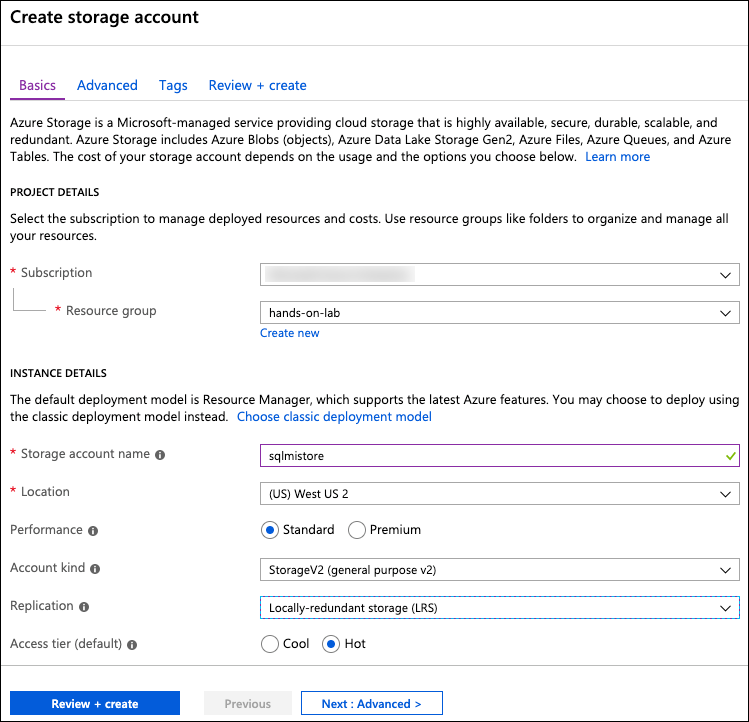 Create storage account
Basics Advanced Tags Review + create
Azure Storage is a Microsoft-managed service providing cloud storage that is highly available, secure, durable, scalable, and
redundant. Azure Storage includes Azure Blobs (objects), Azure Data Lake Storage Gen2, Azure Files, Azure Queues, and Azure
Tables. The cost of your storage account depends on the usage and the options you choose below. Learn more
PROJECT DETAILS
Select the subscription to manage deployed resources and costs. Use resource groups like folders to organize and manage all
your resources.
* Subscription
* Resource group hands-on-lab
Create new
INSTANCE DETAILS
The default deployment model is Resource Manager, which supports the latest Azure features. You may choose to deploy using
the classic deployment model instead. Choose classic deployment model
* Storage account name sqlmistore
* Location (US) West US 2
Performance Standard Premium
Account kind StorageV2 (general purpose v2)
Replication Locally-redundant storage (LRS)
Access tier (default) Cool Hot
Review + create Previous Next : Advanced >